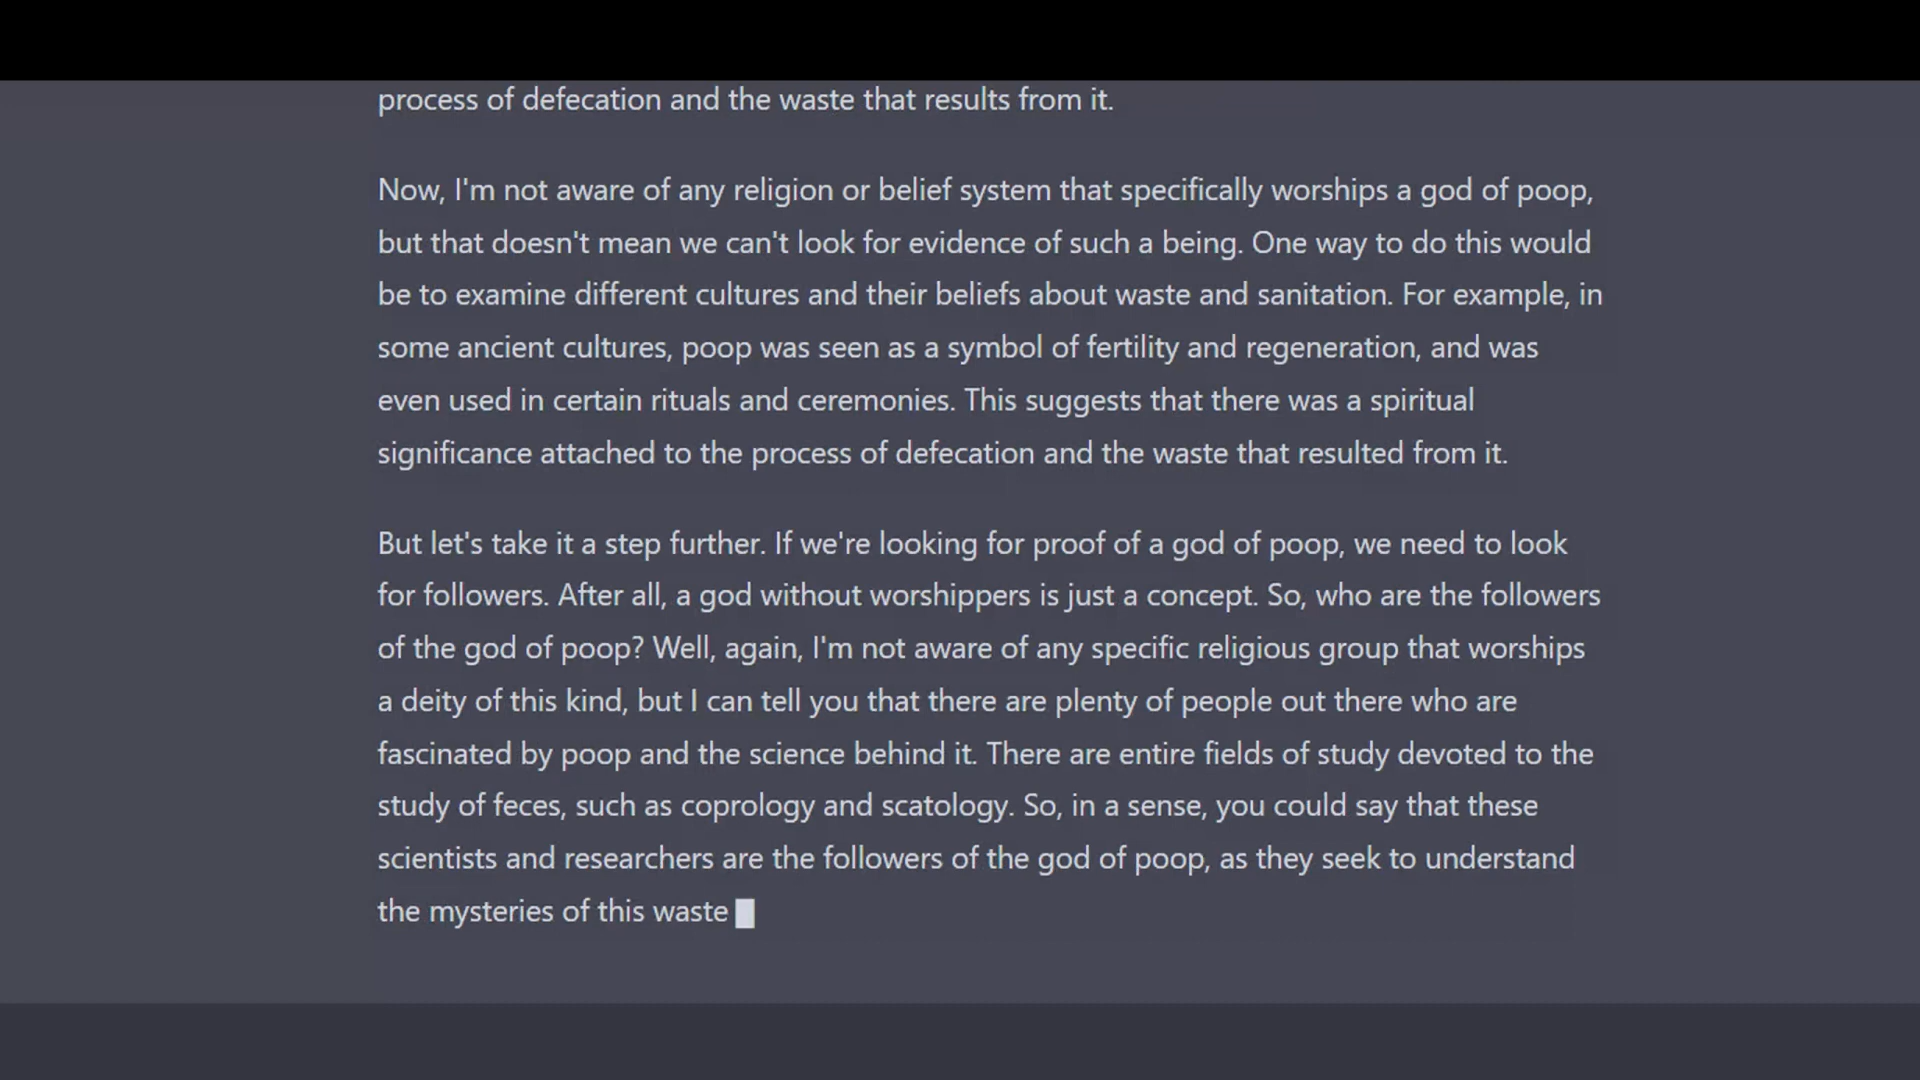 process of defecation and the waste that results from it.
Now, I'm not aware of any religion or belief system that specifically worships a god of poop,
but that doesn't mean we can't look for evidence of such a being. One way to do this would
be to examine different cultures and their beliefs about waste and sanitation. For example, in
some ancient cultures, poop was seen as a symbol of fertility and regeneration, and was
even used in certain rituals and ceremonies. This suggests that there was a spiritual
significance attached to the process of defecation and the waste that resulted from it.
But let's take it a step further. If we're looking for proof of a god of poop, we need to look
for followers. After all, a god without worshippers is just a concept. So, who are the followers
of the god of poop? Well, again, I'm not aware of any specific religious group that worships
a deity of this kind, but I can tell you that there are plenty of people out there who are
fascinated by poop and the science behind it. There are entire fields of study devoted to the
study of feces, such as coprology and scatology. So, in a sense, you could say that these
scientists and researchers are the followers of the god of poop, as they seek to understand
the mysteries of this waste